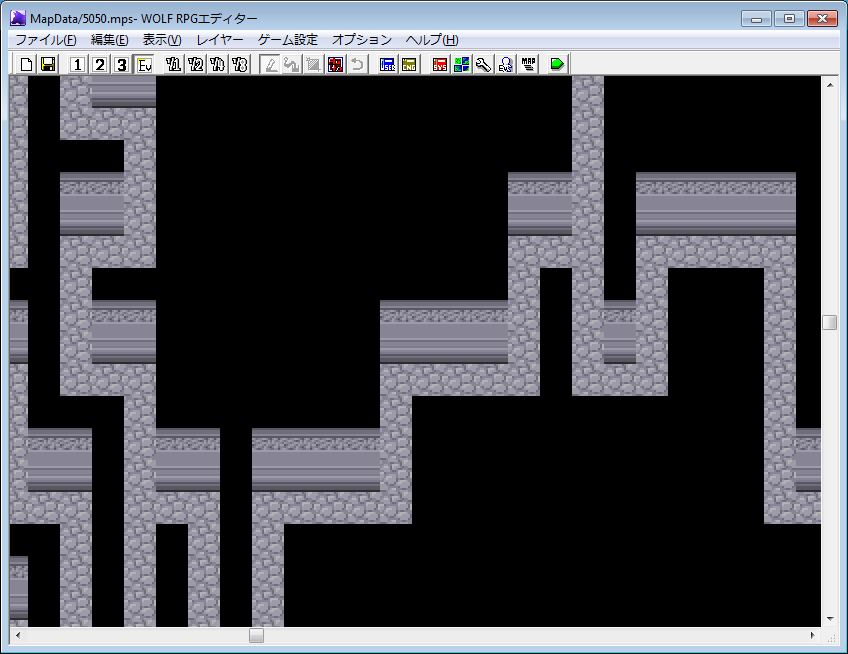 MapData/5050.mps- WOLF RPGエディター
ファイル(F) 編集(E) 表示(V) レイヤー ゲーム設定 オプション ヘルプ(H)
1 2 3 Ev SYS MAP